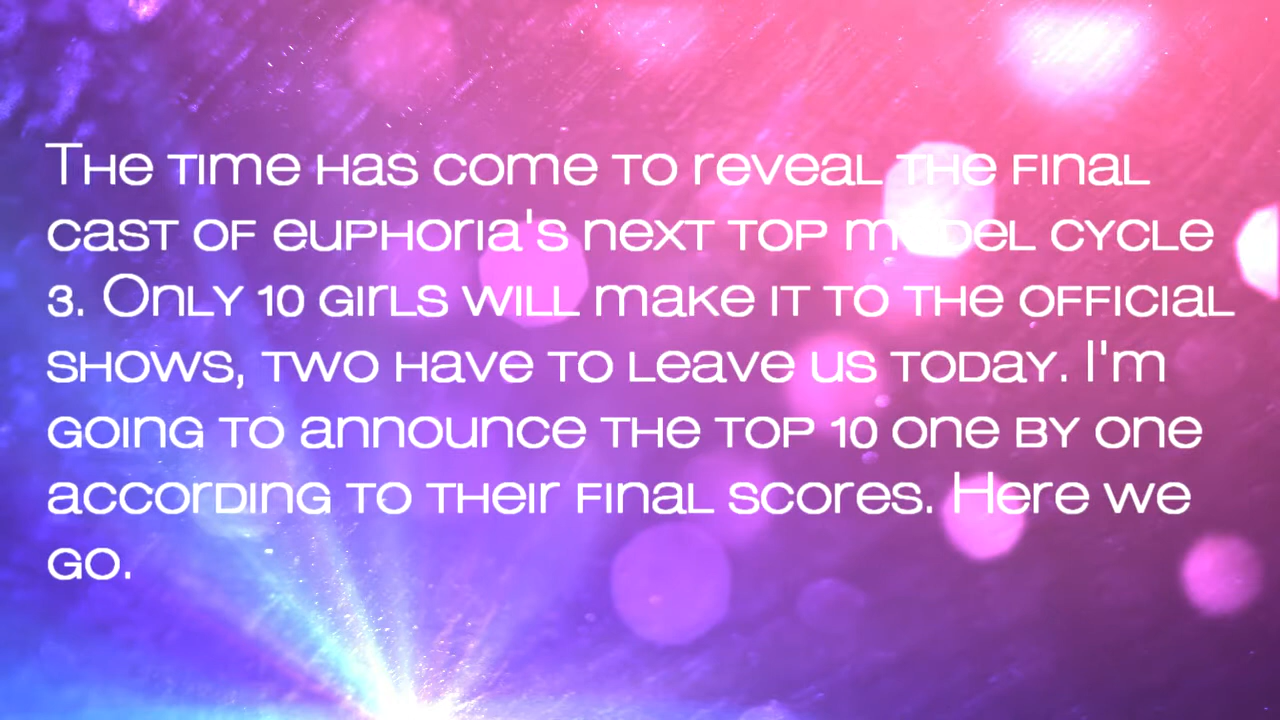 The time has come to reveal the final
cast of euphoria's next top model cycle
3. Only 10 girls will make it to the official
shows, two have to leave us today. I'm
going to announce the top 10 one by one
according to their final scores. Here we
go.